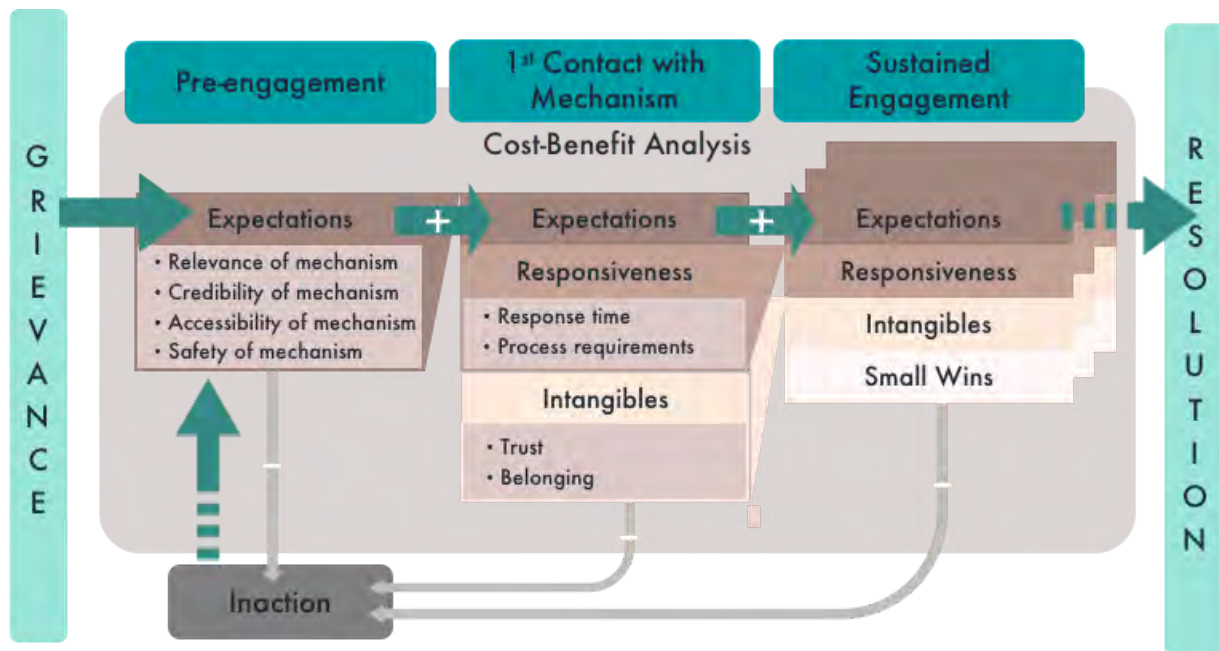 GRIEVANCE
Pre-engagement
1st Contact with
Mechanism
Sustained
Engagement
Cost-Benefit Analysis
Expectations
• Relevance of mechanism
• Credibility of mechanism
• Accessibility of mechanism
• Safety of mechanism
+
Expectations
Responsiveness
• Response time
• Process requirements
Intangibles
• Trust
• Belonging
+
Expectations
Responsiveness
Intangibles
Small Wins
Inaction
RESOLUTION